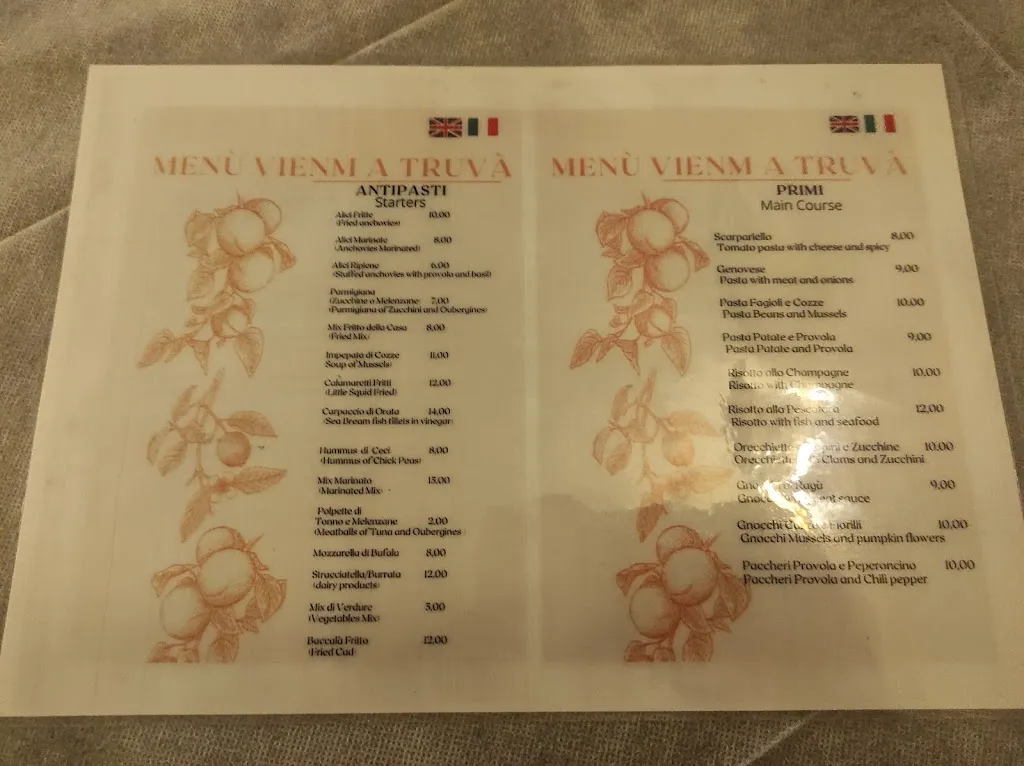 MENÙ VIENM A TRUVÀ
ANTIPASTI
Starters
Alici Fritte 10,00
(Fried anchovies)
Alici Marinate 8,00
(Anchovies Marinated)
Alici Ripiene 6,00
(Stuffed anchovies with provola and basil)
Parmigiana
(Zucchine o Melenzane) 7,00
(Parmigiana of Zucchini and Oubergines)
Mix Fritto della Casa 8,00
(Fried Mix)
Impepata di Cozze 11,00
Soup of Mussels)
Calamaretti Fritti 12,00
(Little Squid Fried)
Carpaccio di Orata 14,00
(Sea Bream fish fillets in vinegar)
Hummus di Ceci 8,00
(Hummus of Chick Peas)
Mix Marinato 15,00
(Marinated Mix)
Polpette di
Tonno e Melenzane 2,00
(Meatballs of Tuna and Oubergines)
Mozzarella di Bufala 8,00
Stracciatella/Burrata 12,00
(dairy products)
Mix di Verdure 5,00
(Vegetables Mix)
Baccalà Fritto 12,00
(Fried Cud)
MENÙ VIENM A TRUVÀ
PRIMI
Main Course
Scarpariello 8,00
Tomato pasta with cheese and spicy
Genovese 9,00
Pasta with meat and onions
Pasta Fagioli e Cozze 10,00
Pasta Beans and Mussels
Pasta Patate e Provola 9,00
Pasta Patate and Provola
Risotto allo Champagne 10,00
Risotto with Champagne
Risotto alla Pescatora 12,00
Risotto with fish and seafood
Orecchiette e Zucchine 10,00
Clams and Zucchini
Ragù 9,00
sauce
Gnocchi Fiorilli 10,00
Gnocchi Mussels and pumpkin flowers
Paccheri Provola e Peperoncino 10,00
Paccheri Provola and Chili pepper